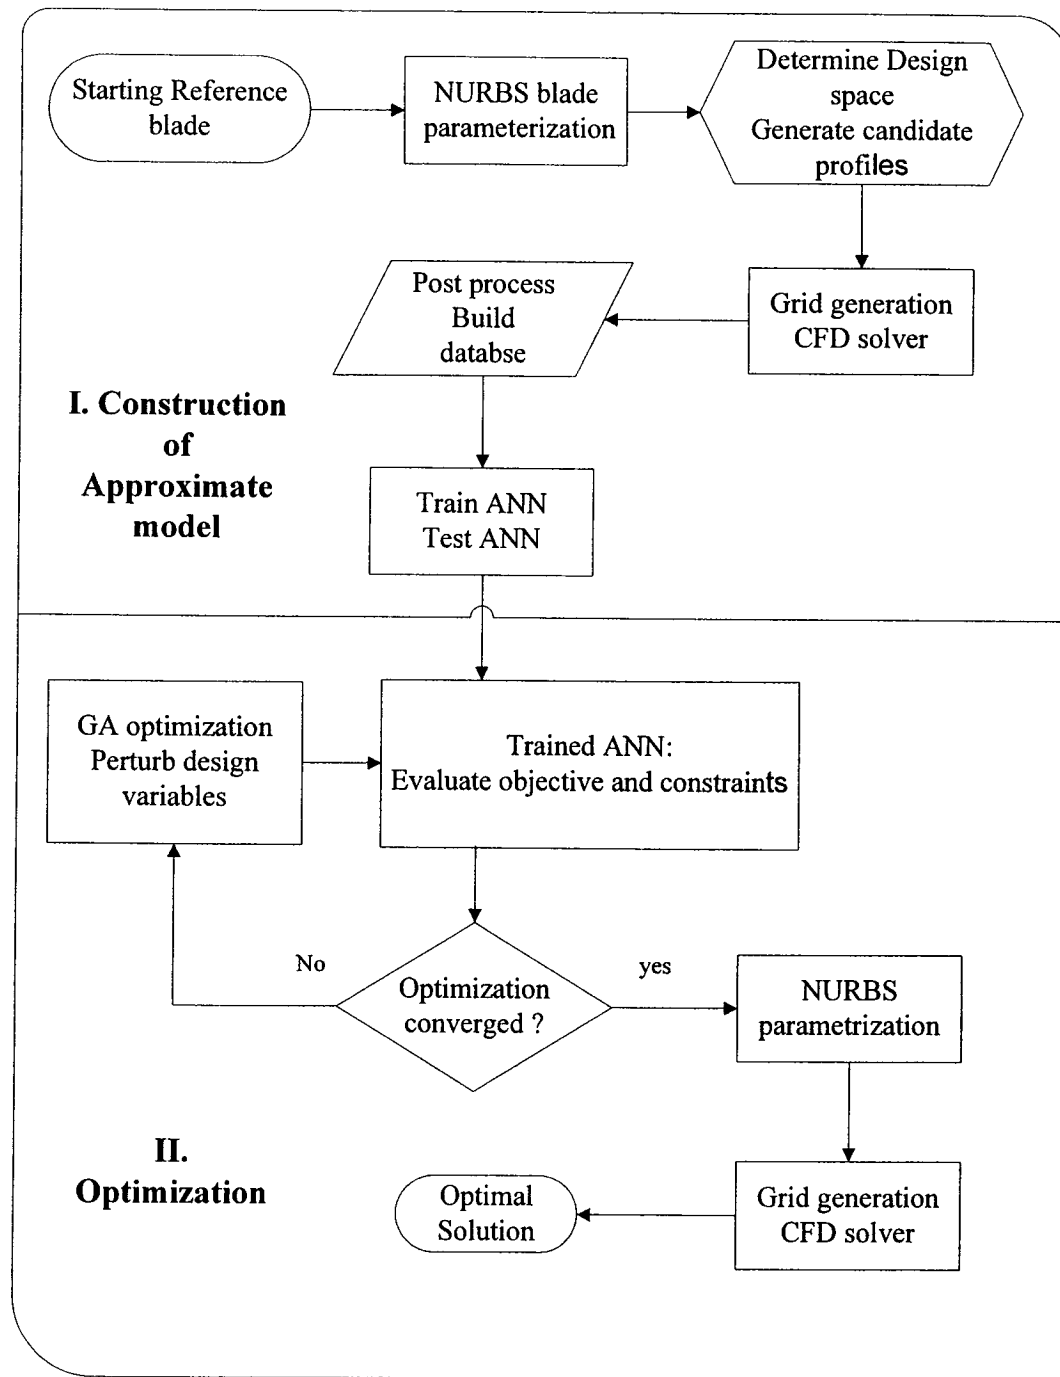 Starting Reference
blade
NURBS blade
parameterization
Determine Design
space
Generate candidate
profiles
Post process
Build
databse
Grid generation
CFD solver
I. Construction
of
Approximate
model
Train ANN
Test ANN
GA optimization
Perturb design
variables
Trained ANN:
Evaluate objective and constraints
No
Optimization
converged ?
yes
NURBS
parametrization
II.
Optimization
Optimal
Solution
Grid generation
CFD solver